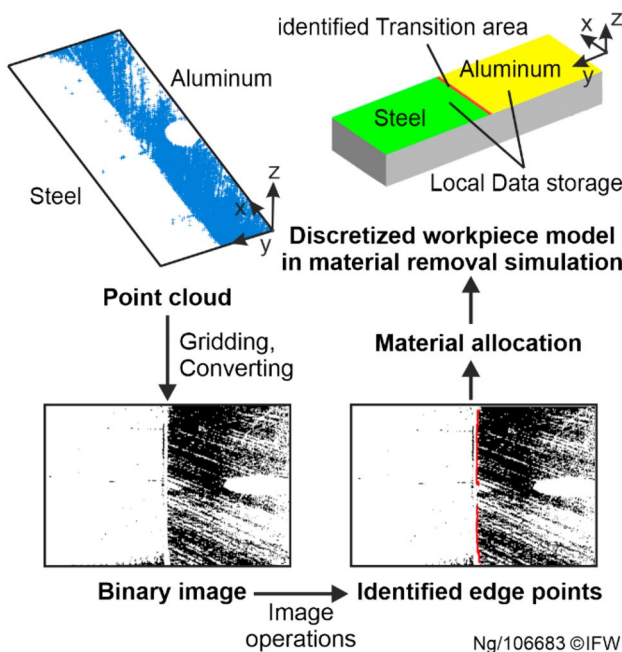 Aluminum
Steel
z
x
y
Point cloud
Gridding,
Converting
Binary image
Image
operations
Identified edge points
Material allocation
Discretized workpiece model
in material removal simulation
identified Transition area
Aluminum
Steel
Local Data storage
x
z
y
Ng/106683 ©IFW